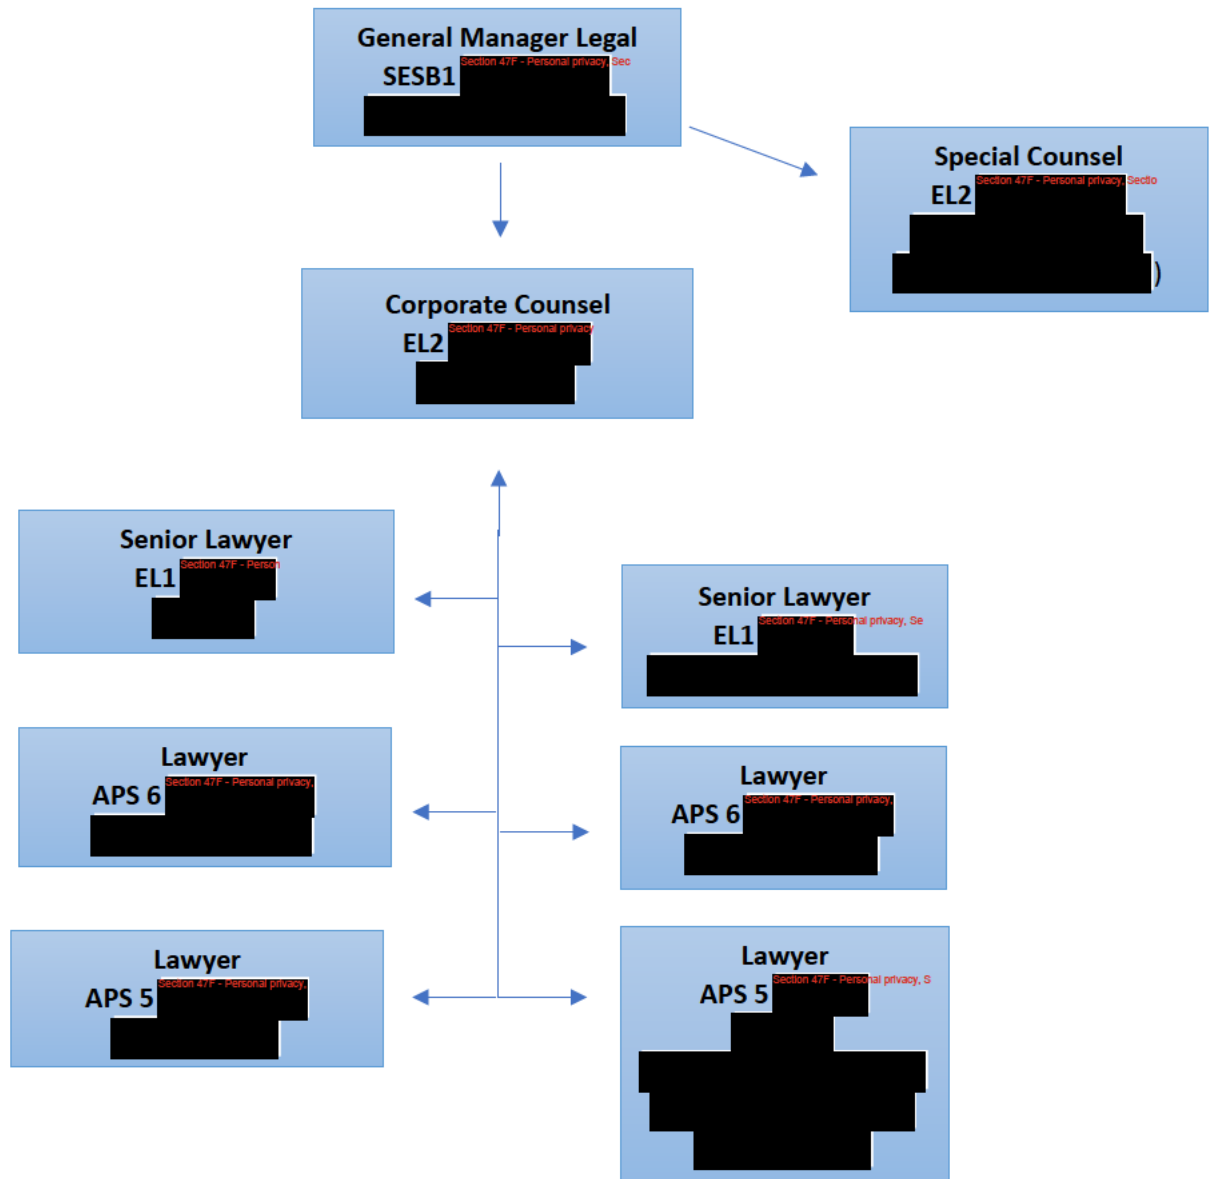 General Manager Legal
SESB1 Section 47F - Personal privacy, Sec
Special Counsel
EL2 Section 47F - Personal privacy, Sectio
)
Corporate Counsel
EL2 Section 47F - Personal privacy
Senior Lawyer
EL1 Section 47F - Person
Senior Lawyer
EL1 Section 47F - Personal privacy, Se
Lawyer
APS 6 Section 47F - Personal privacy,
Lawyer
APS 6 Section 47F - Personal privacy,
Lawyer
APS 5 Section 47F - Personal privacy,
Lawyer
APS 5 Section 47F - Personal privacy, S